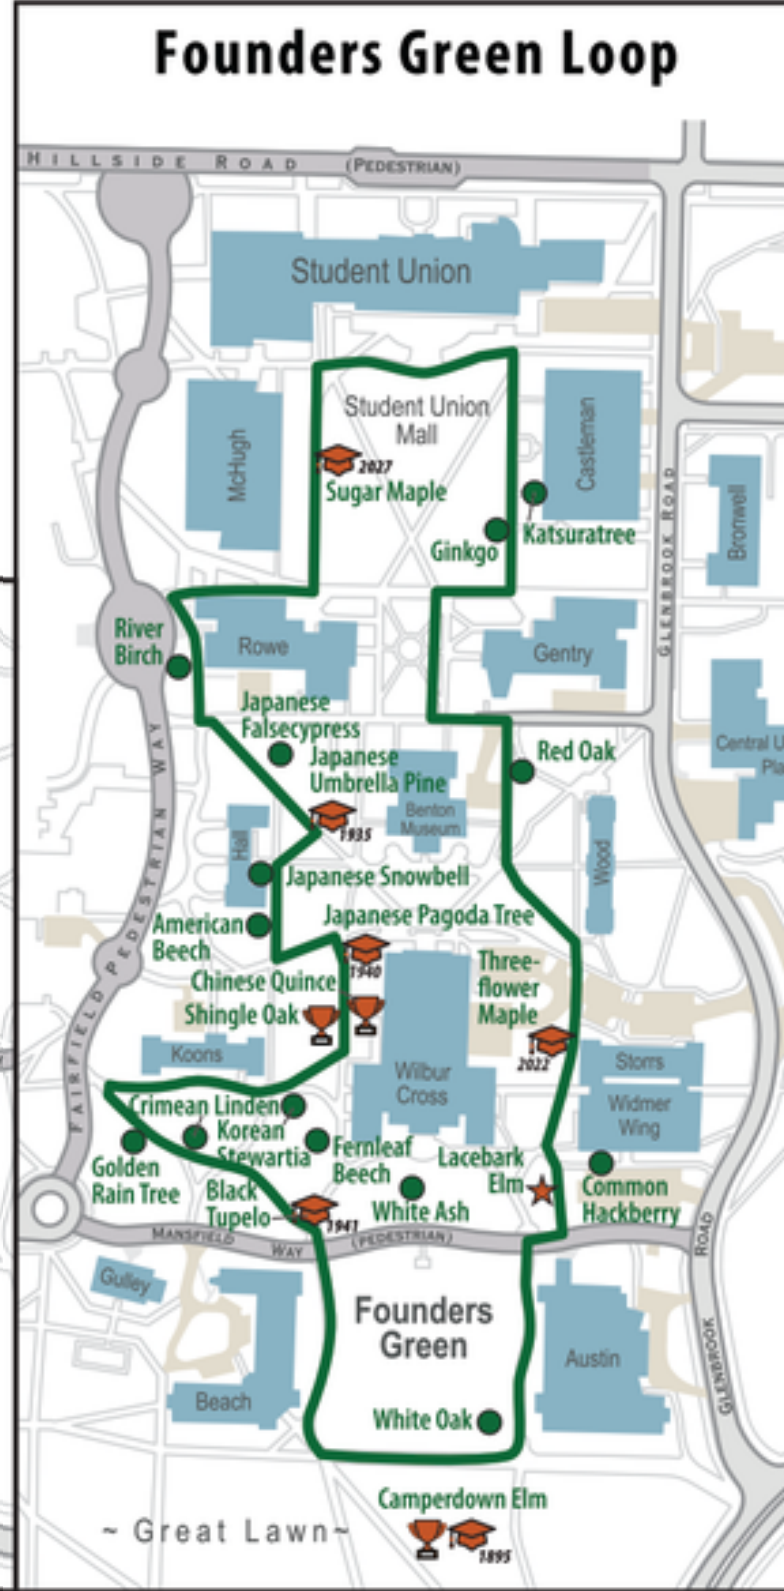 Founders Green Loop
HILLSIDE ROAD (PEDESTRIAN)
Student Union
Student Union
Mall
McHugh
Castleman
2027
Sugar Maple
Ginkgo
Katsuratree
GLENBROOK ROAD
Bronwell
River
Birch
Rowe
Gentry
Japanese
Falsecypress
Japanese
Umbrella Pine
1935
Benton
Museum
Red Oak
Central U
Pla
Hall
Wood
Japanese Snowbell
American
Beech
Japanese Pagoda Tree
1940
Chinese Quince
Shingle Oak
Three-
flower
Maple
2022
FAIRFIELD PEDESTRIAN WAY
Koons
Wilbur
Cross
Storrs
Widmer
Wing
Crimean Linden
Korean
Stewartia
Golden
Rain Tree
Fernleaf
Beech
Lacebark
Elm
Common
Hackberry
Black
Tupelo
1941
White Ash
MANSFIELD WAY (PEDESTRIAN)
GLENBROOK ROAD
Gulley
Founders
Green
Beach
Austin
White Oak
Camperdown Elm
~ Great Lawn ~
1895